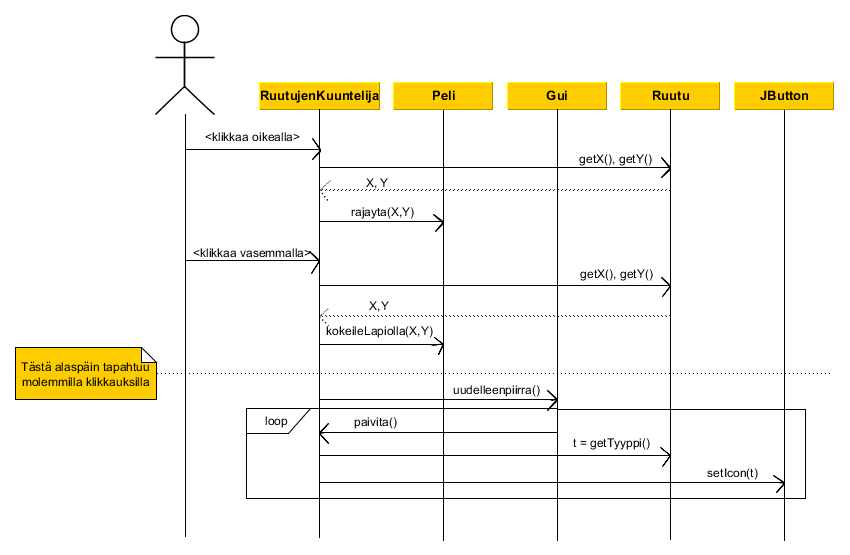 RuutujenKuuntelija
Peli
Gui
Ruutu
JButton
<klikkaa oikealla>
getX(), getY()
X, Y
rajayta(X,Y)
<klikkaa vasemmalla>
getX(), getY()
X,Y
kokeileLapiolla(X,Y)
Tästä alaspäin tapahtuu
molemmilla klikkauksilla
uudelleenpiirra()
loop
paivita()
t = getTyyppi()
setIcon(t)